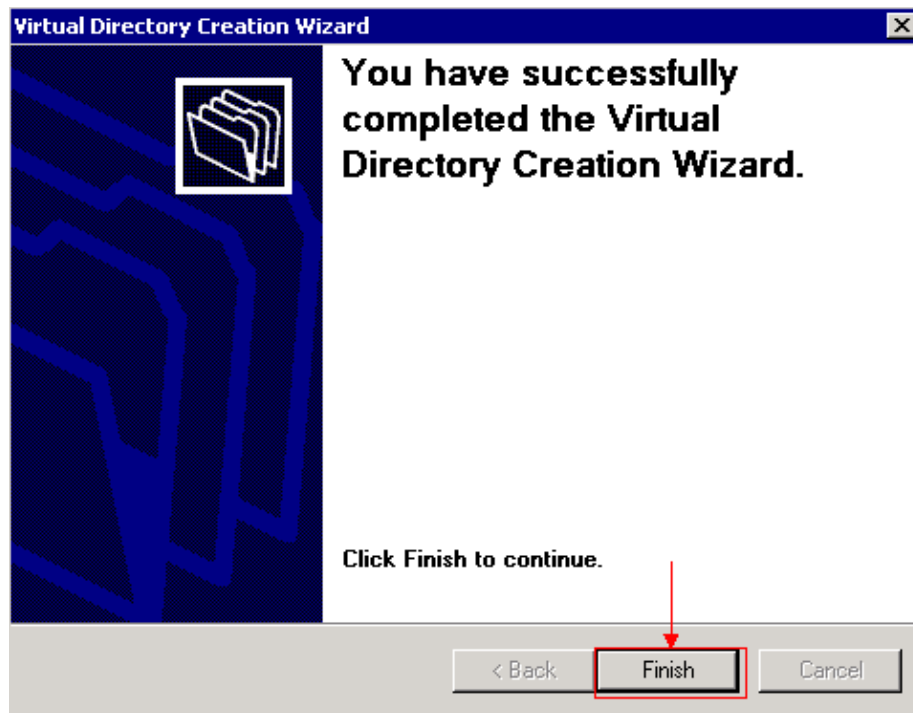 Virtual Directory Creation Wizard
You have successfully
completed the Virtual
Directory Creation Wizard.
Click Finish to continue.
< Back
Finish
Cancel